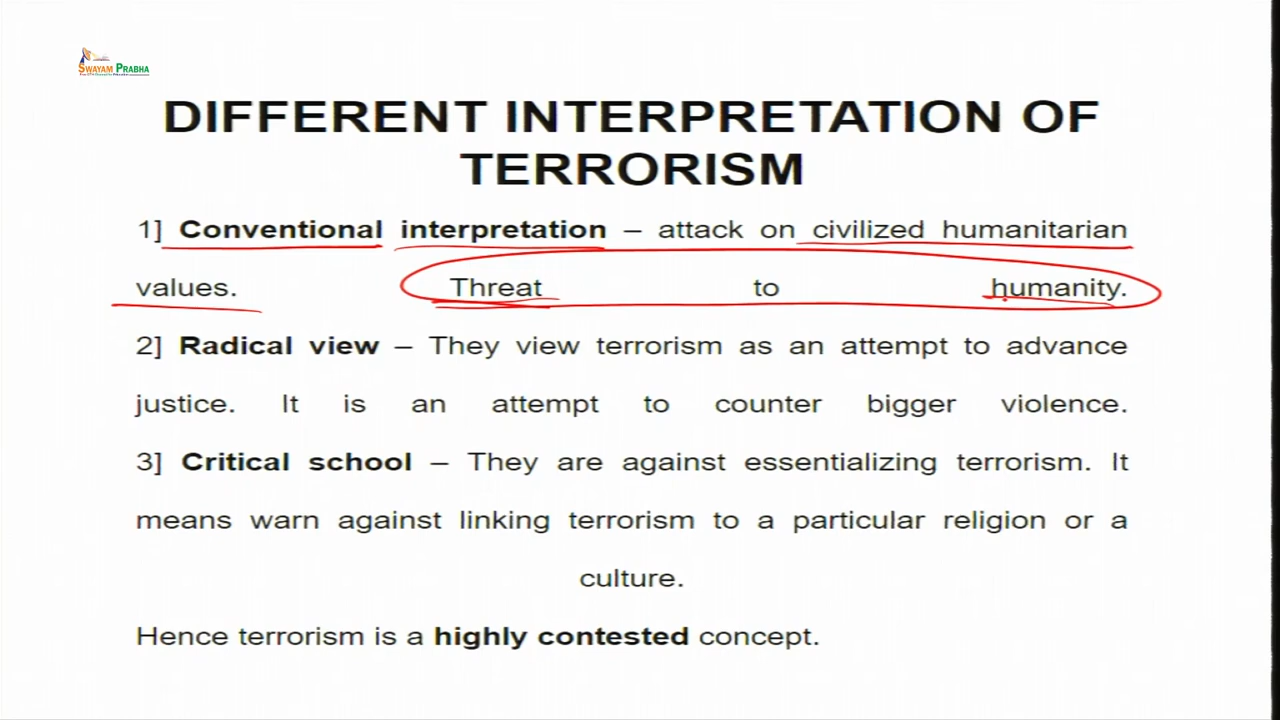 SWAYAM PRABHA
DIFFERENT INTERPRETATION OF
TERRORISM
1] Conventional interpretation – attack on civilized humanitarian
values. Threat to humanity.
2] Radical view – They view terrorism as an attempt to advance
justice. It is an attempt to counter bigger violence.
3] Critical school – They are against essentializing terrorism. It
means warn against linking terrorism to a particular religion or a
culture.
Hence terrorism is a highly contested concept.